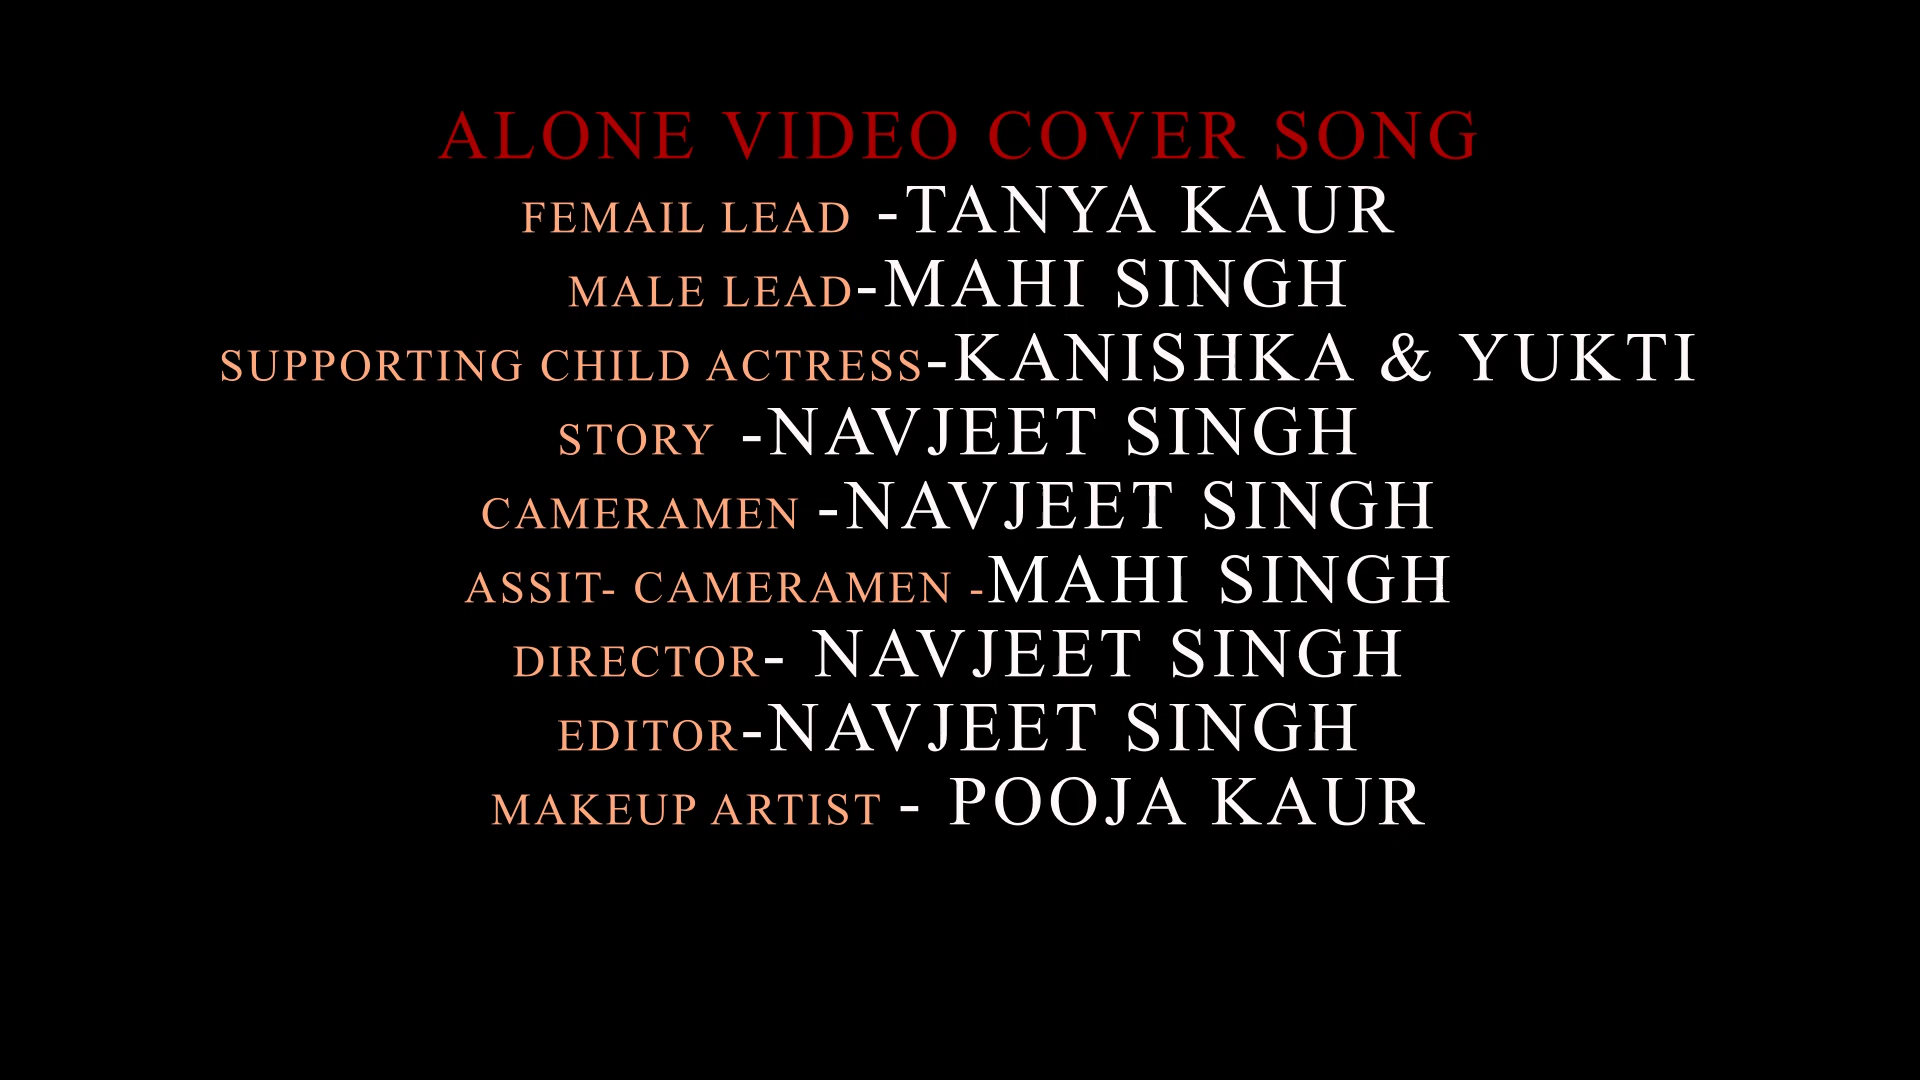 ALONE VIDEO COVER SONG
FEMAIL LEAD -TANYA KAUR
MALE LEAD-MAHI SINGH
SUPPORTING CHILD ACTRESS-KANISHKA & YUKTI
STORY -NAVJEET SINGH
CAMERAMEN -NAVJEET SINGH
ASSIT- CAMERAMEN -MAHI SINGH
DIRECTOR- NAVJEET SINGH
EDITOR-NAVJEET SINGH
MAKEUP ARTIST - POOJA KAUR